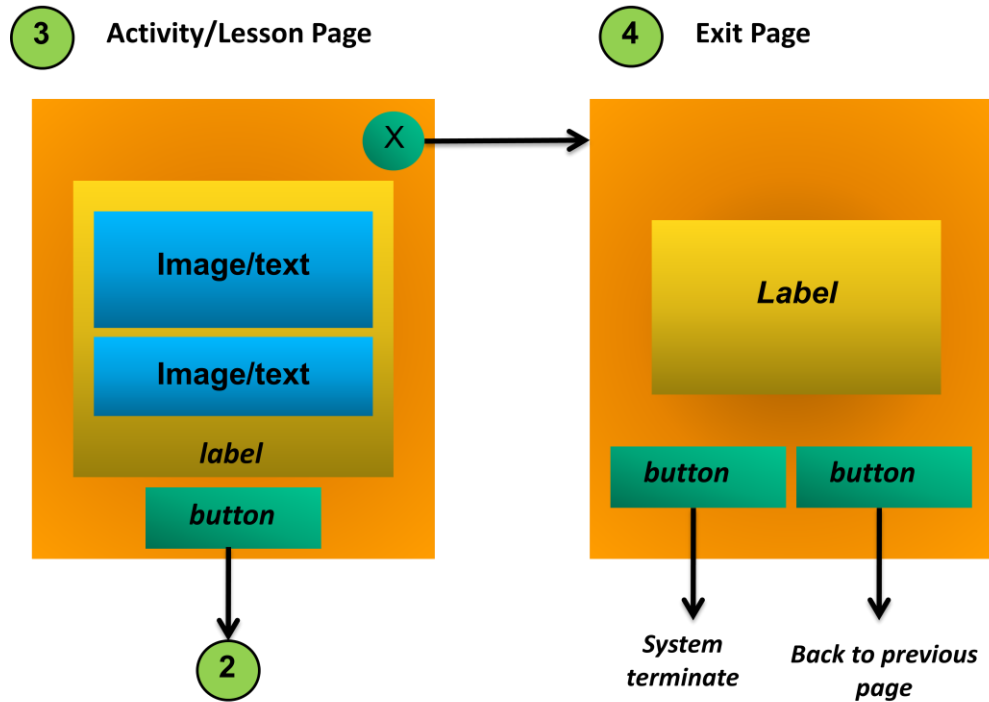 3 Activity/Lesson Page
X
Image/text
Image/text
label
button
2
4 Exit Page
Label
button
button
System
terminate
Back to previous
page